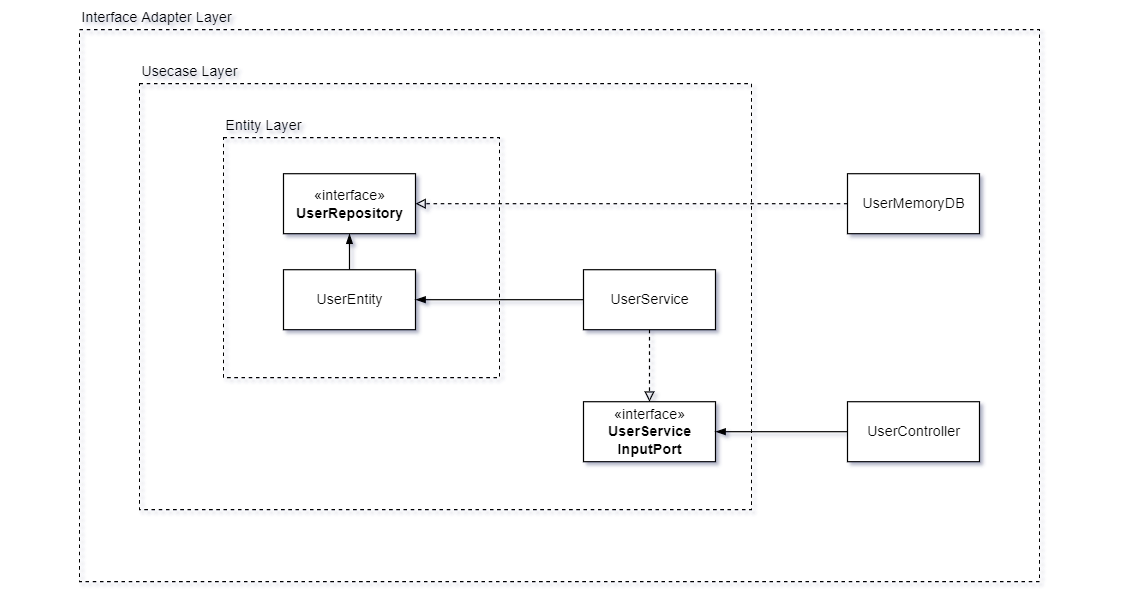 Interface Adapter Layer
Usecase Layer
Entity Layer
«interface»
UserRepository
UserMemoryDB
UserEntity
UserService
«interface»
UserService
InputPort
UserController